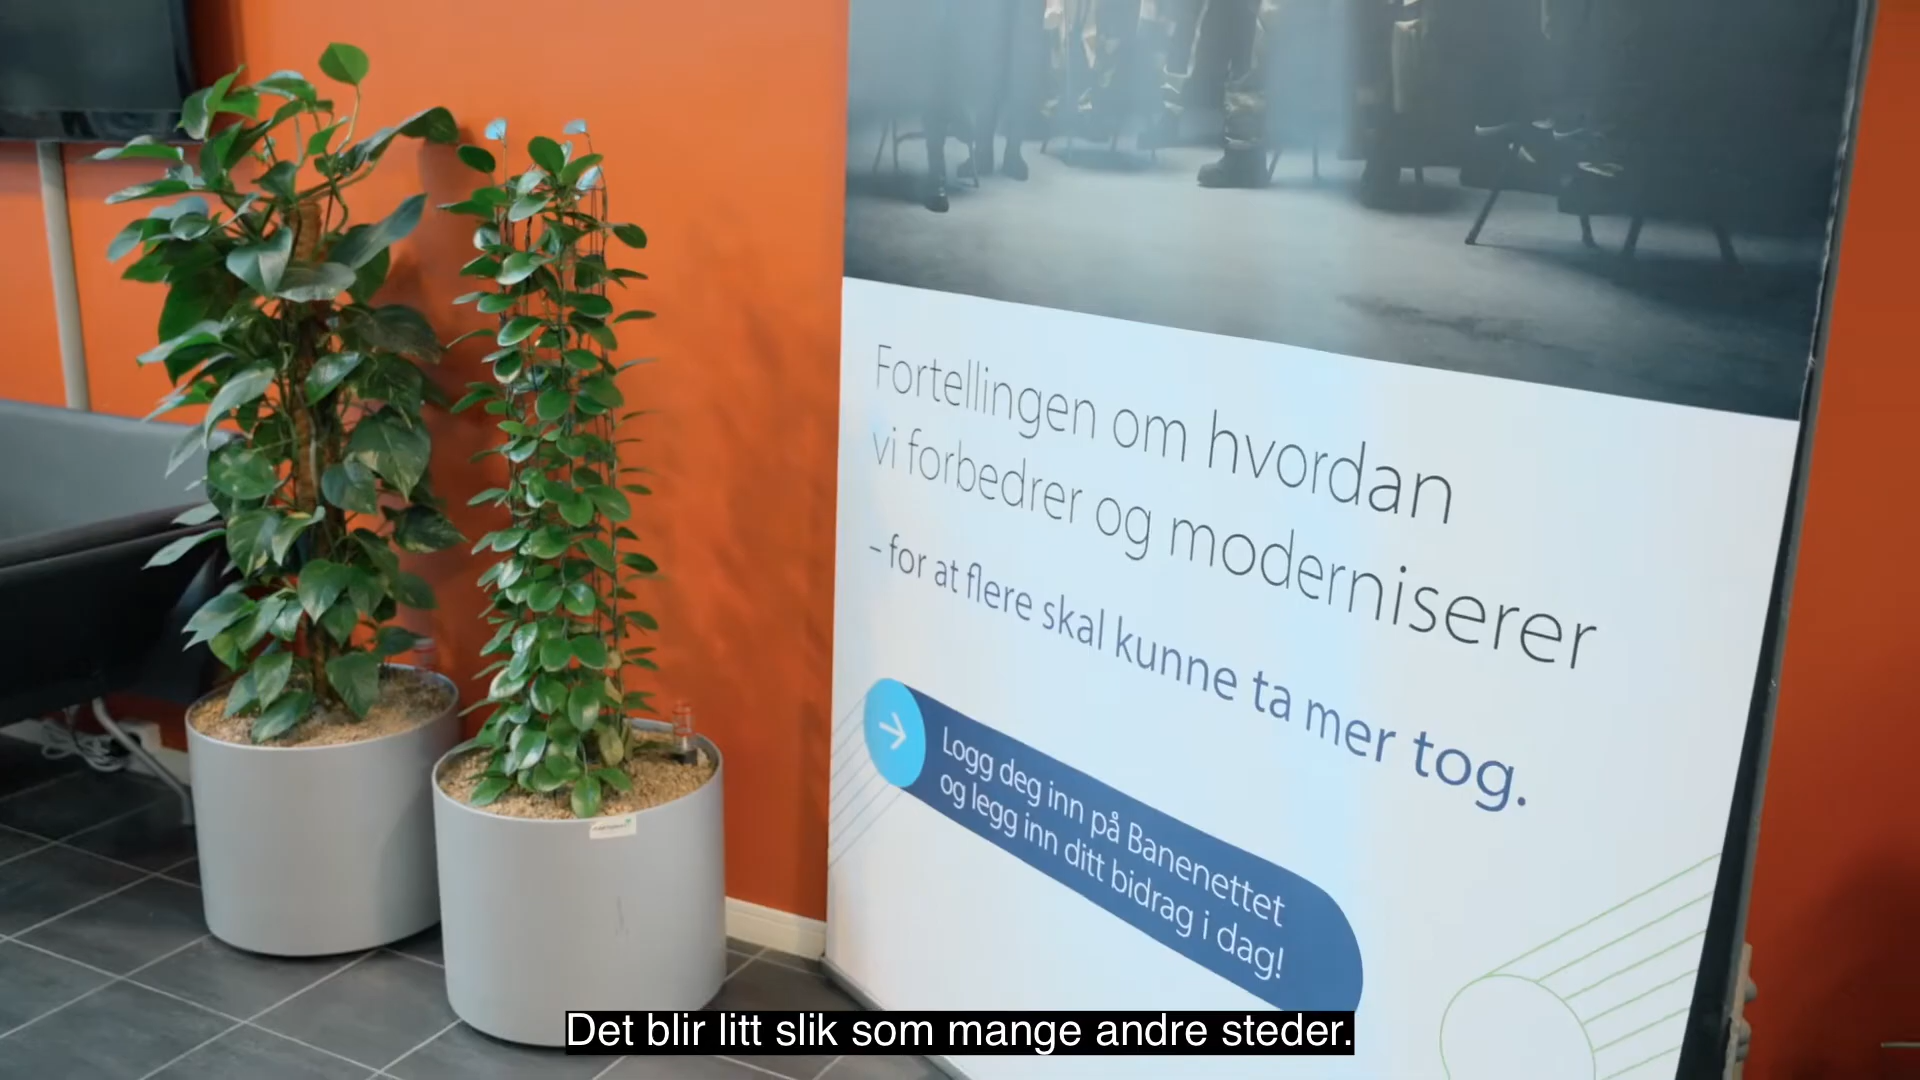 Fortellingen om hvordan
vi forbedrer og moderniserer
– for at flere skal kunne ta mer tog.
Logg deg inn på Banenettet
og legg inn ditt bidrag i dag!
Det blir litt slik som mange andre steder.